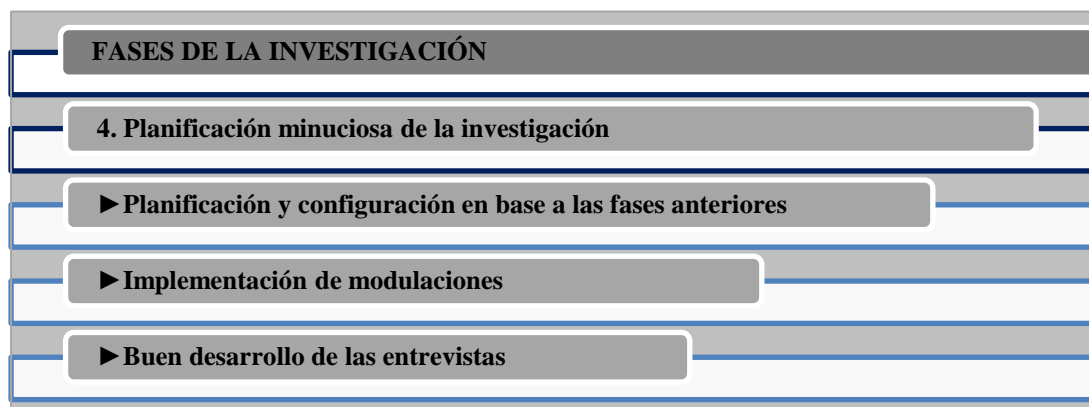 FASES DE LA INVESTIGACIÓN
4. Planificación minuciosa de la investigación
►Planificación y configuración en base a las fases anteriores
►Implementación de modulaciones
►Buen desarrollo de las entrevistas